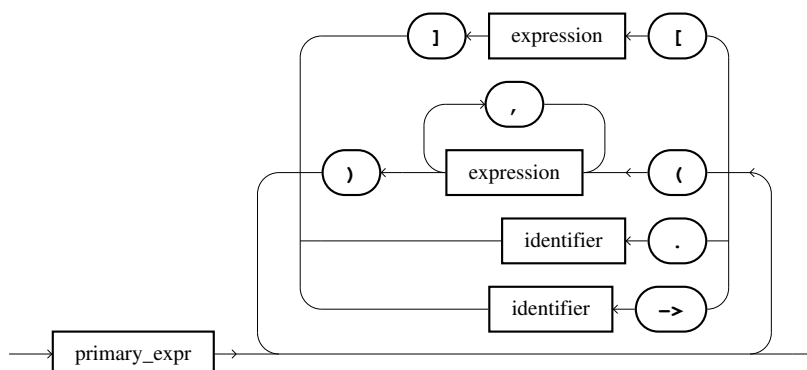 ] expression [
,
) expression (
identifier .
identifier ->
primary_expr